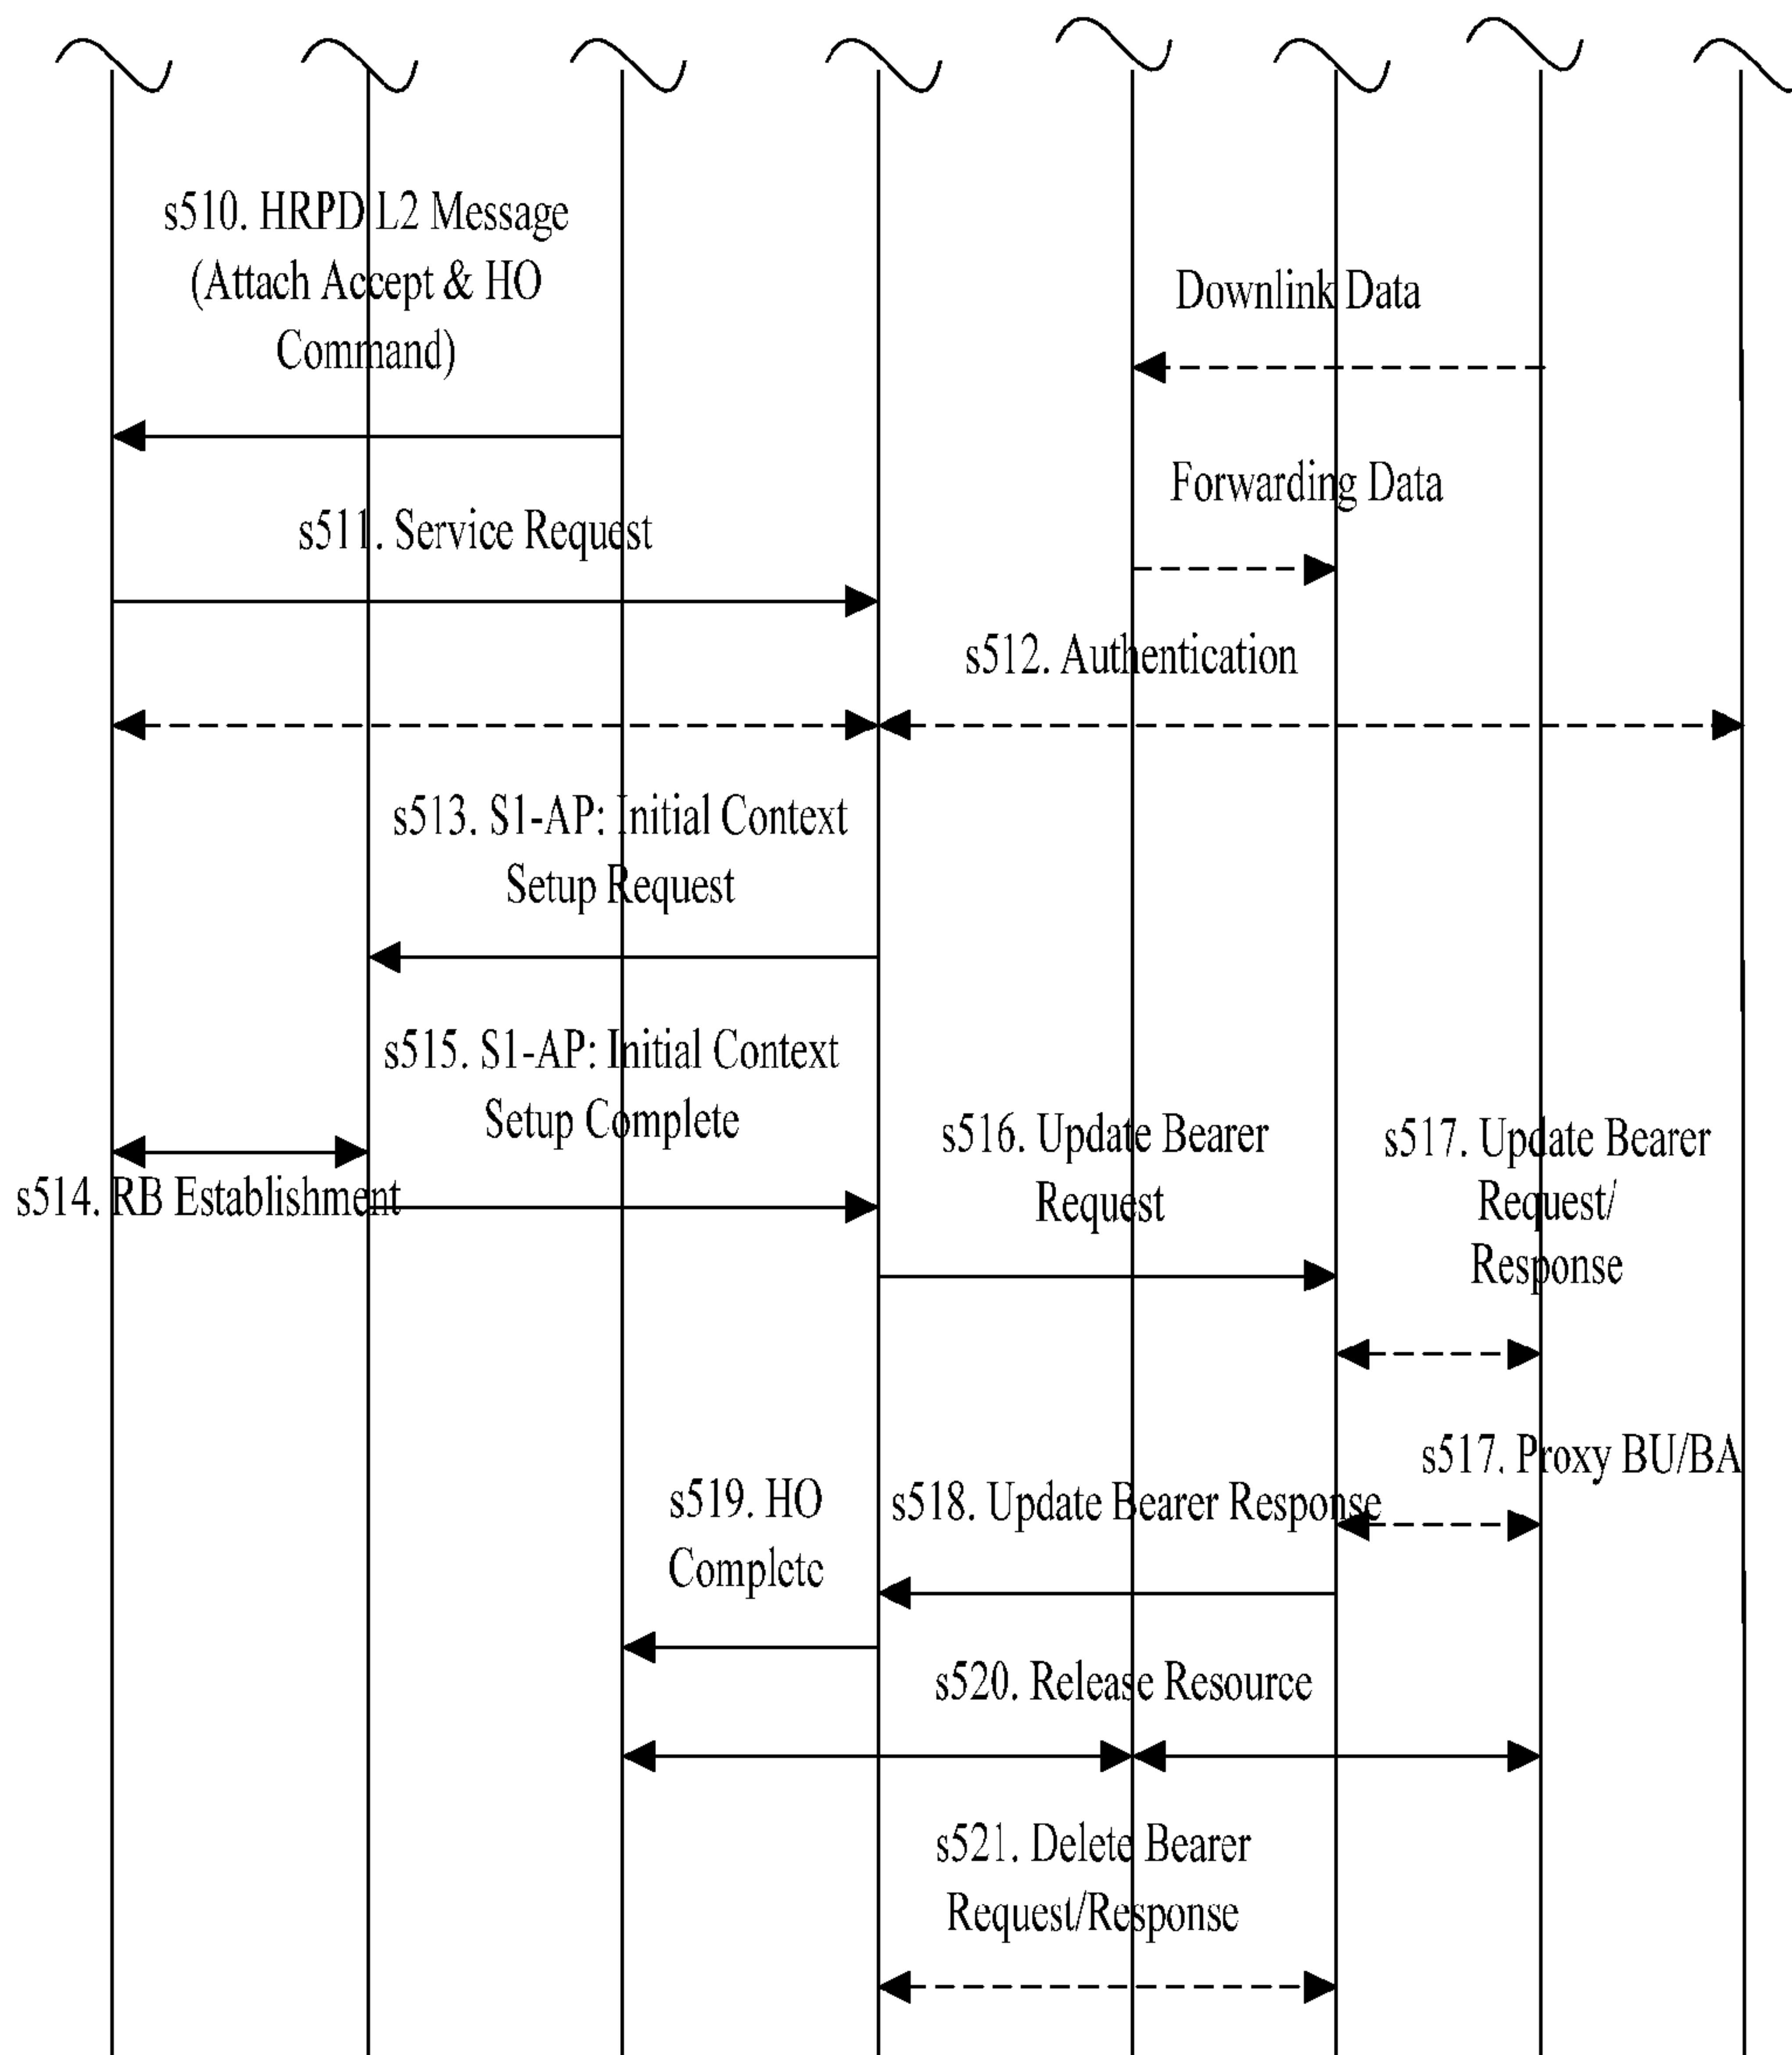 s510. HRPD L2 Message
(Attach Accept & HO
Command)
Downlink Data
Forwarding Data
s511. Service Request
s512. Authentication
s513. S1-AP: Initial Context
Setup Request
s515. S1-AP: Initial Context
Setup Complete
s514. RB Establishment
s516. Update Bearer
Request
s517. Update Bearer
Request/
Response
s517. Proxy BU/BA
s519. HO
Complete
s518. Update Bearer Response
s520. Release Resource
s521. Delete Bearer
Request/Response